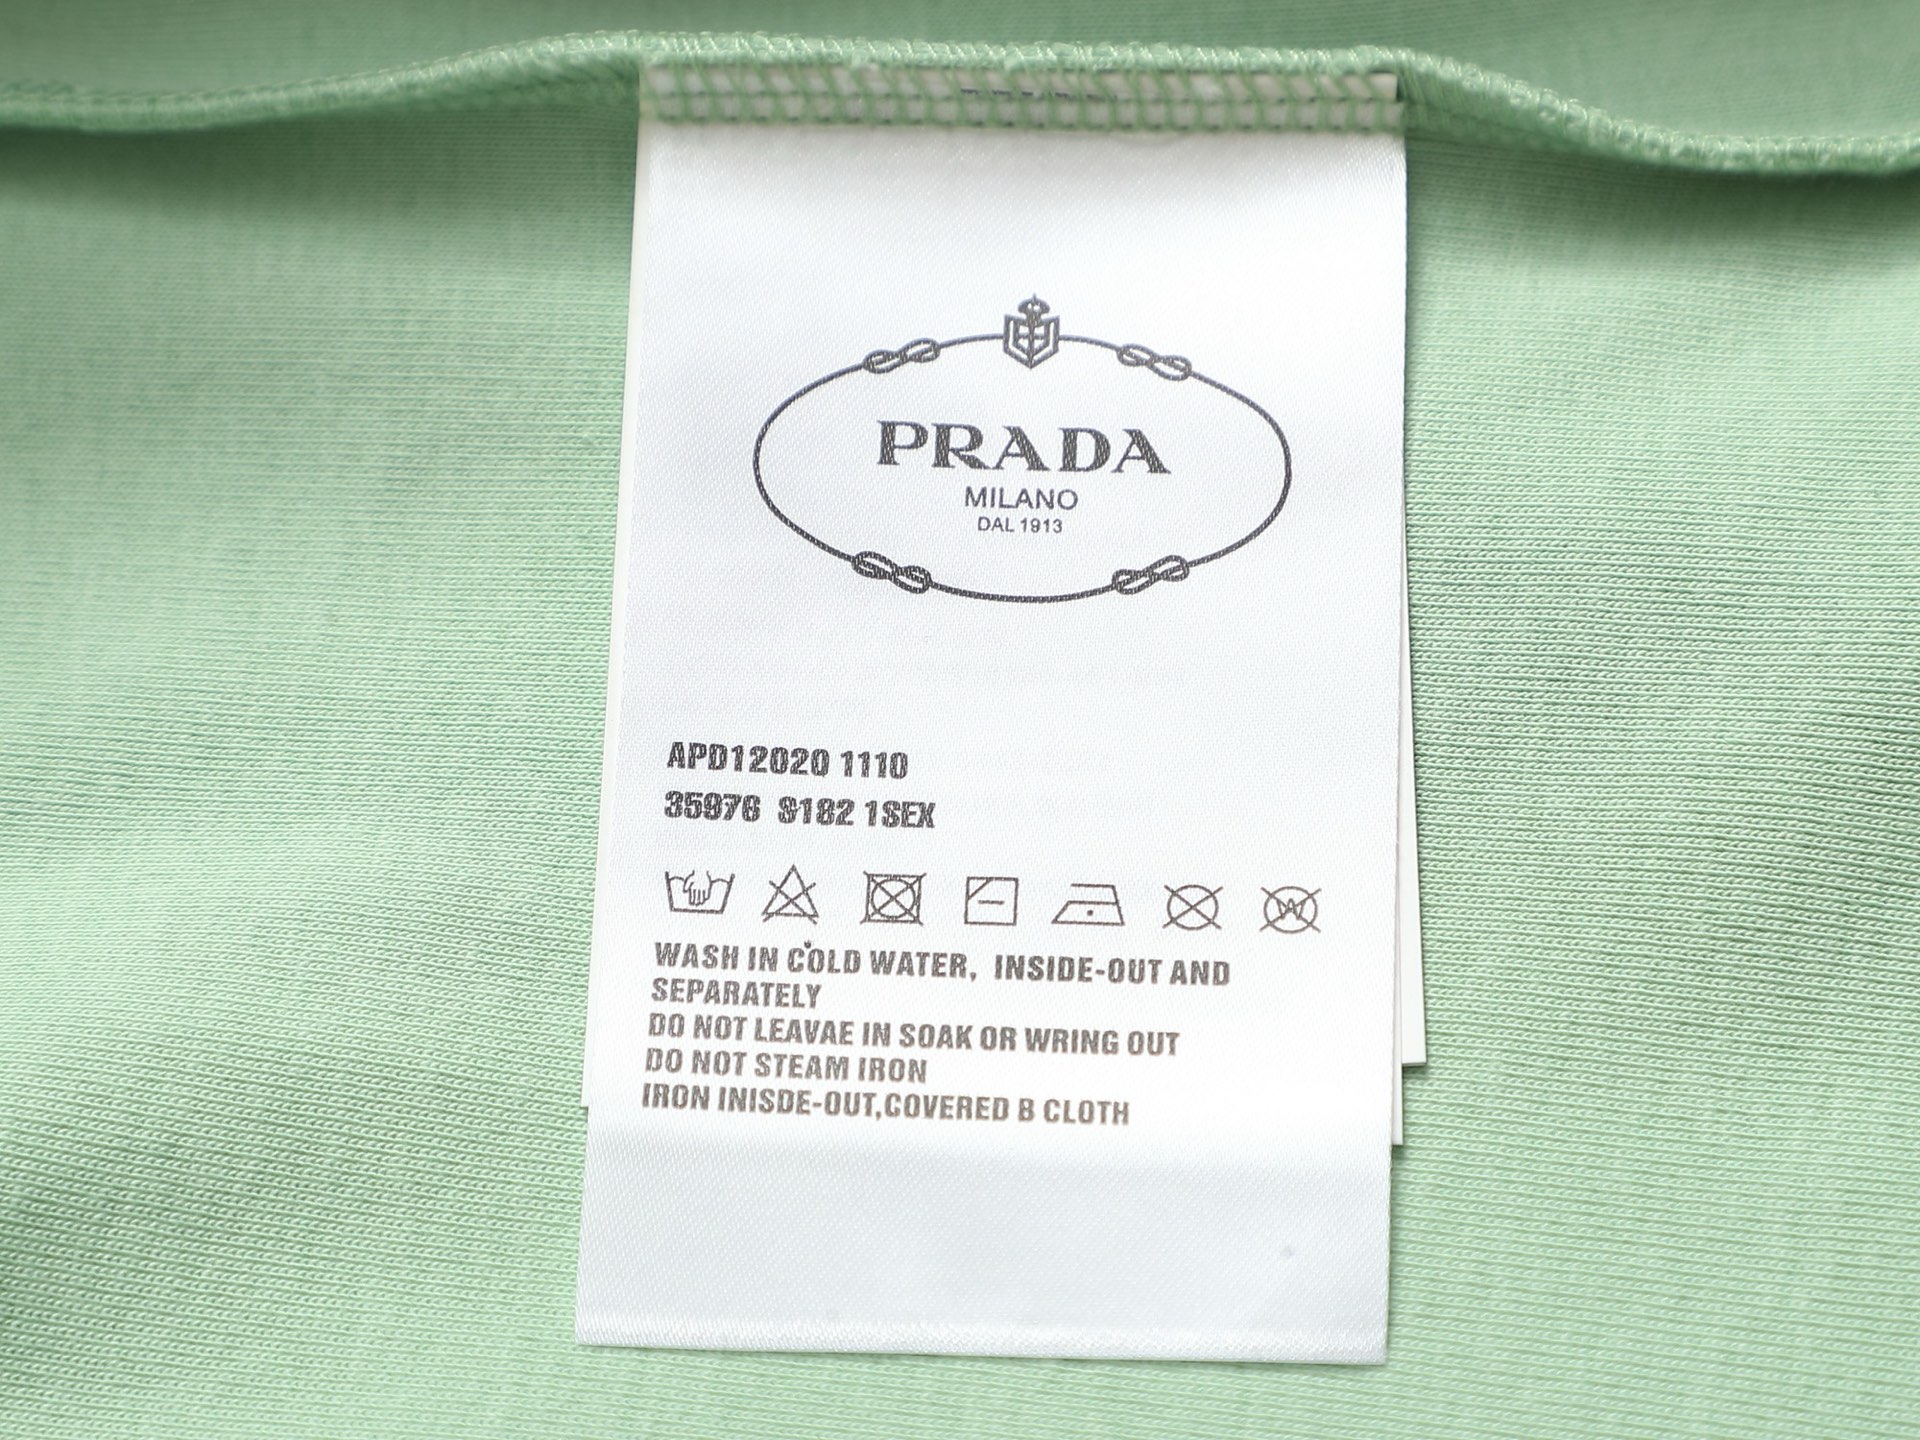 PRADA
MILANO
DAL 1913
APD12020 1110
35976 S182 1SEX
WASH IN COLD WATER, INSIDE-OUT AND
SEPARATELY
DO NOT LEAVAE IN SOAK OR WRING OUT
DO NOT STEAM IRON
IRON INISDE-OUT,COVERED B CLOTH